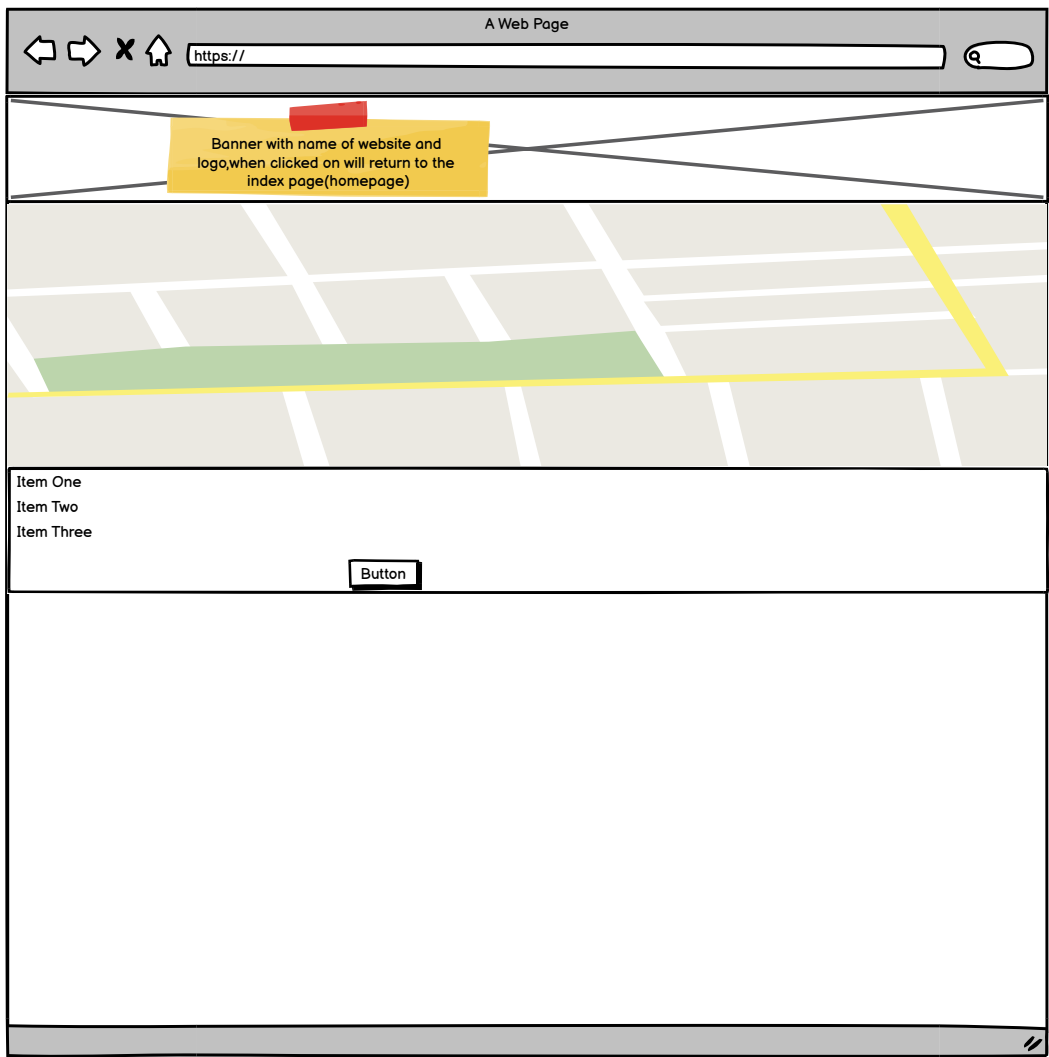 A Web Page
https://
Banner with name of website and
logo,when clicked on will return to the
index page(homepage)
Item One
Item Two
Item Three
Button